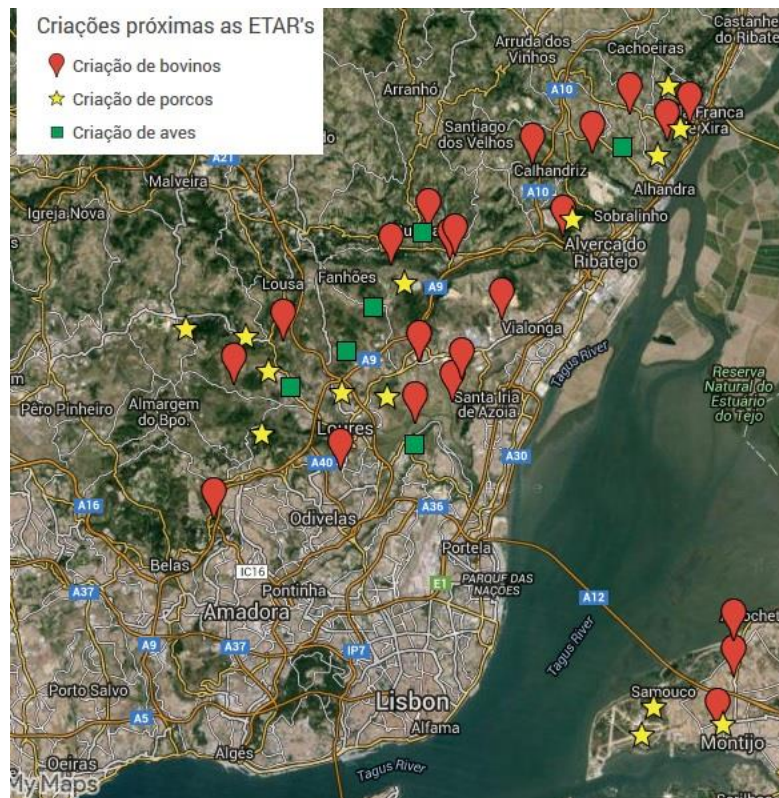 Criações próximas as ETAR's
Criação de bovinos
Criação de porcos
Criação de aves
Castanhe
do Ribatej
Arruda dos
Vinhos
Cachoeiras
A10
Arranhó
Franca
e Xira
Santiago
dos Velhos
A21
Malveira
Calhandriz
A10
Alhandra
Igreja Nova
Sobralinho
Alverca do
Ribatejo
Fanhões
Lousa
A9
Vialonga
Tagus River
A9
Reserva
Natural do
Estuário
do Tejo
Pêro Pinheiro
Almargem
do Bpo.
Santa Iria
de Azoia
Loures
A40
A30
A16
Odivelas
A36
Belas
Portela
IC16
E1
PARQUE DAS
NAÇÕES
A37
Pontinha
A12
Amadora
A9
A37
IP7
Tagus River
Porto Salvo
Samouco
A5
Lisbon
Alfama
Montijo
Algés
Oeiras
Tagus River
My Maps